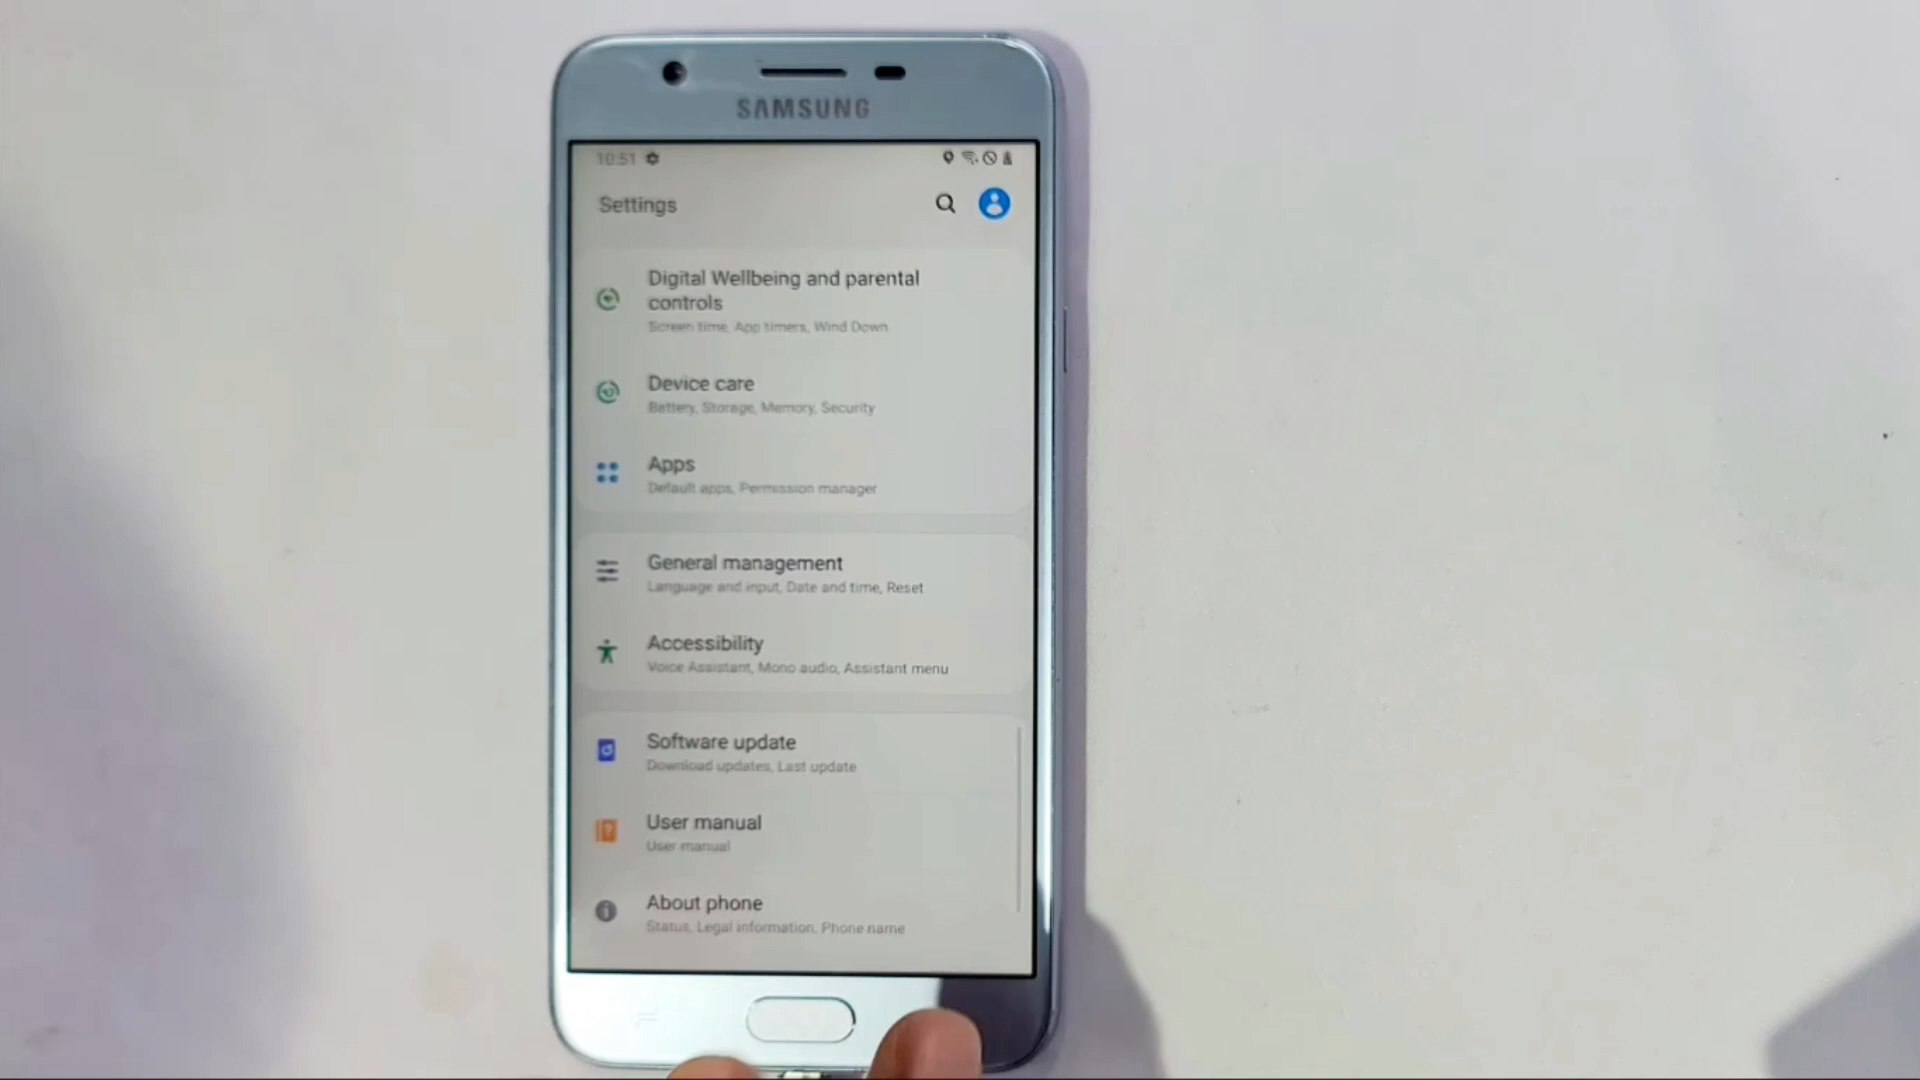 SAMSUNG
10:51
Settings
Digital Wellbeing and parental
controls
Screen time, App timers, Wind Down
Device care
Battery, Storage, Memory, Security
Apps
Default apps, Permission manager
General management
Language and input, Date and time, Reset
Accessibility
Voice Assistant, Mono audio, Assistant menu
Software update
Download updates, Last update
User manual
User manual
About phone
Status, Legal information, Phone name